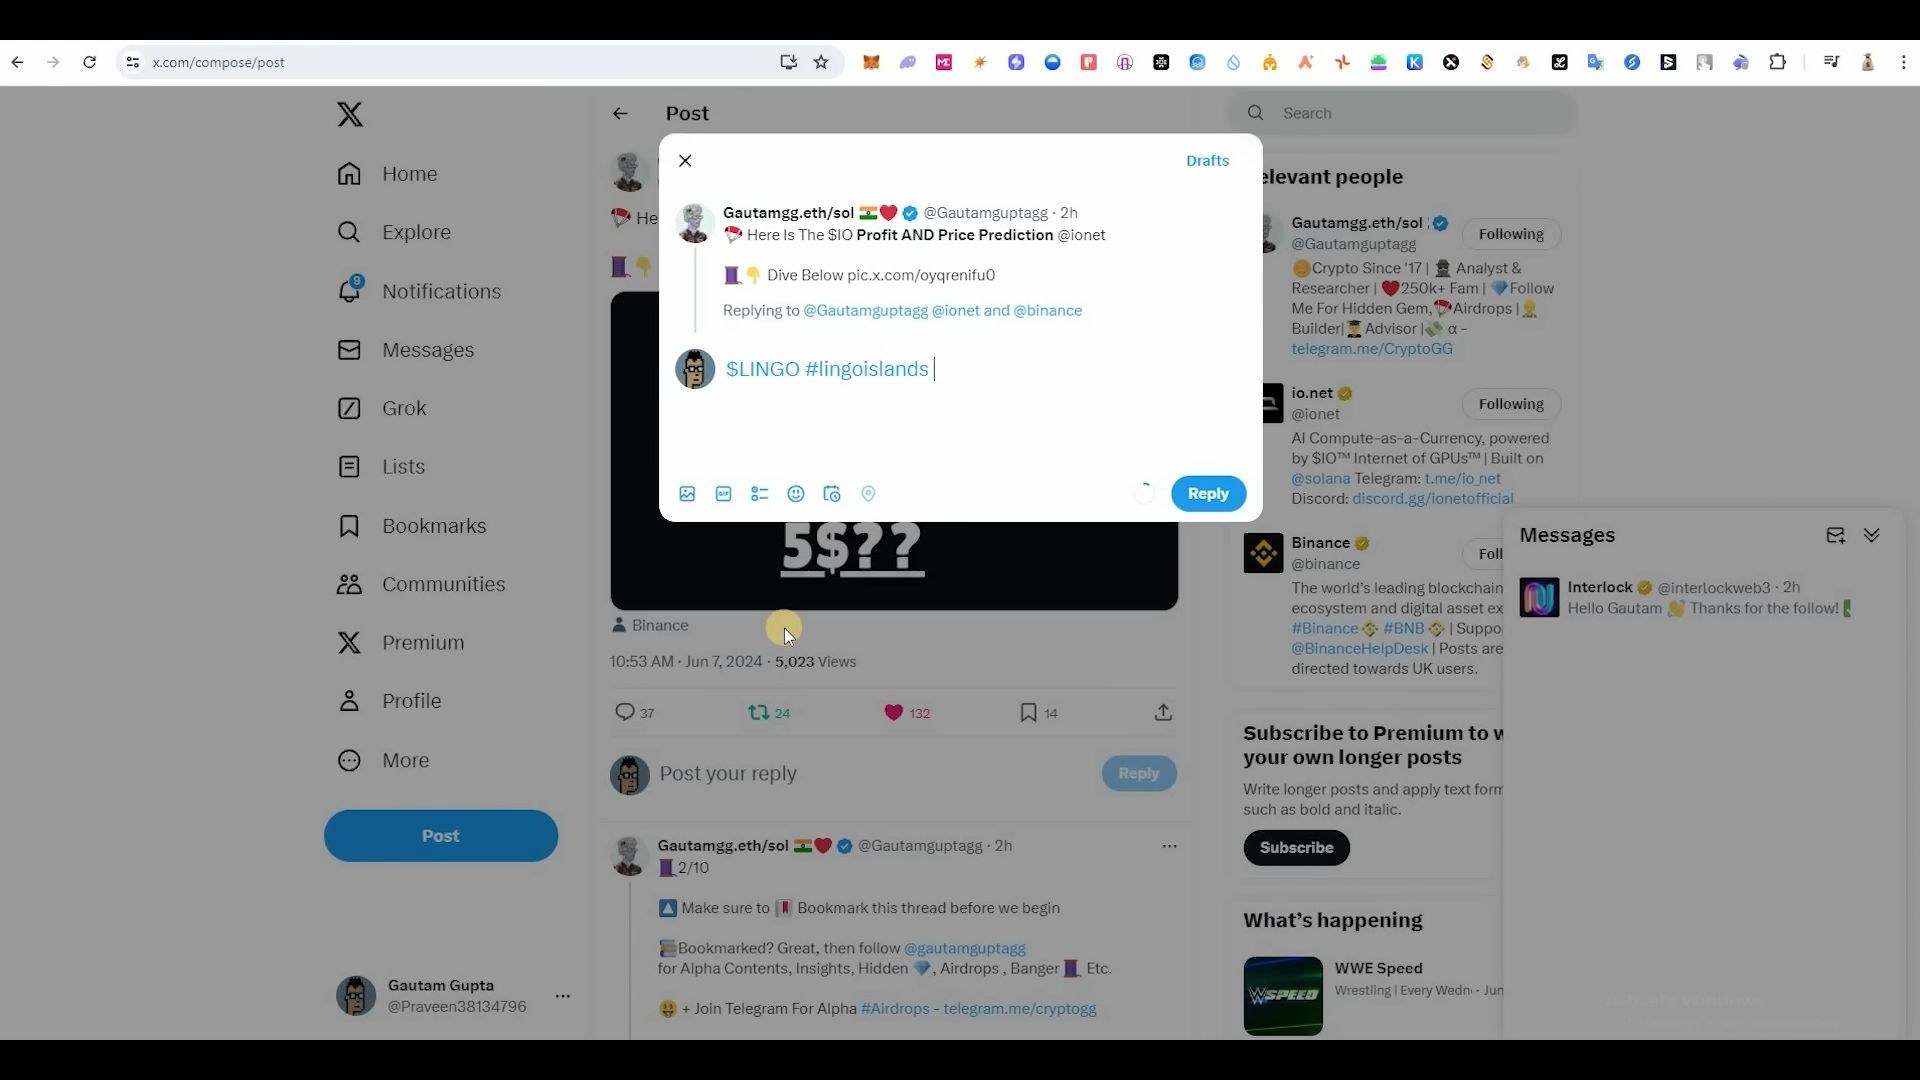 x.com/compose/post
Home
Explore
9
Notifications
Messages
Grok
Lists
Bookmarks
Communities
Premium
Profile
More
Post
Gautam Gupta
@Praveen38134796
Post
He
Drafts
Gautamgg.eth/sol @Gautamguptagg · 2h
Here Is The $IO Profit AND Price Prediction @ionet
Dive Below pic.x.com/oyqrenifu0
Replying to @Gautamguptagg @ionet and @binance
$LINGO #lingoislands
GIF
Reply
5$??
Binance
10:53 AM · Jun 7, 2024 · 5,023 Views
37
24
132
14
Post your reply
Reply
Gautamgg.eth/sol @Gautamguptagg · 2h
2/10
Make sure to Bookmark this thread before we begin
Bookmarked? Great, then follow @gautamguptagg
for Alpha Contents, Insights, Hidden , Airdrops , Banger Etc.
+ Join Telegram For Alpha #Airdrops - telegram.me/cryptogg
Search
elevant people
Gautamgg.eth/sol
@Gautamguptagg
Following
Crypto Since '17 | Analyst &
Researcher | 250k+ Fam | Follow
Me For Hidden Gem, Airdrops |
Builder| Advisor | α -
telegram.me/CryptoGG
io.net
@ionet
Following
AI Compute-as-a-Currency, powered
by $IO™ Internet of GPUs™ | Built on
@solana Telegram: t.me/io_net
Discord: discord.gg/ionetofficial
Binance
@binance
Foll
The world's leading blockchain
ecosystem and digital asset ex
#Binance #BNB | Suppo
@BinanceHelpDesk | Posts are
directed towards UK users.
Subscribe to Premium to w
your own longer posts
Write longer posts and apply text form
such as bold and italic.
Subscribe
What's happening
WWE Speed
Wrestling | Every Wedn · Jun
SPEED
Messages
Interlock @interlockweb3 · 2h
Hello Gautam Thanks for the follow!